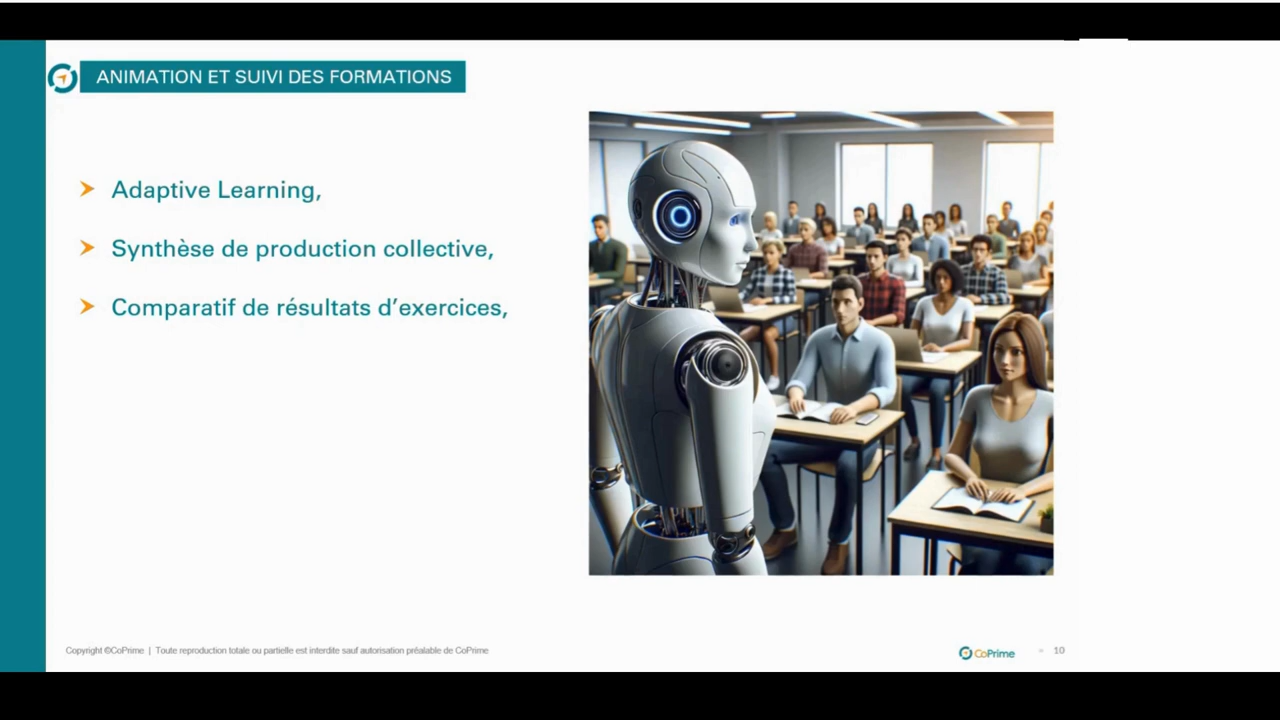 ANIMATION ET SUIVI DES FORMATIONS
Adaptive Learning,
Synthèse de production collective,
Comparatif de résultats d’exercices,
Copyright ©CoPrime | Toute reproduction totale ou partielle est interdite sauf autorisation préalable de CoPrime
CoPrime
10